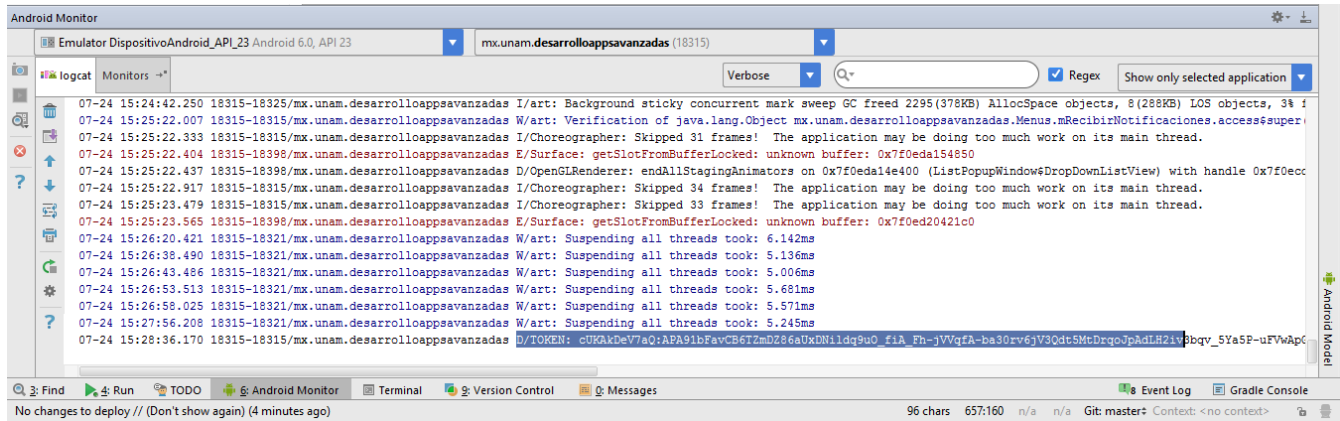 Android Monitor
Emulator DispositivoAndroid_API_23 Android 6.0, API 23 mx.unam.desarrolloappsavanzadas (18315)
logcat Monitors Verbose Regex Show only selected application
07-24 15:24:42.250 18315-18325/mx.unam.desarrolloappsavanzadas I/art: Background sticky concurrent mark sweep GC freed 2295(378KB) AllocSpace objects, 8(288KB) LOS objects, 3% f
07-24 15:25:22.007 18315-18315/mx.unam.desarrolloappsavanzadas W/art: Verification of java.lang.Object mx.unam.desarrolloappsavanzadas.Menus.mRecibirNotificaciones.access$super(
07-24 15:25:22.333 18315-18315/mx.unam.desarrolloappsavanzadas I/Choreographer: Skipped 31 frames! The application may be doing too much work on its main thread.
07-24 15:25:22.404 18315-18398/mx.unam.desarrolloappsavanzadas E/Surface: getSlotFromBufferLocked: unknown buffer: 0x7f0eda154850
07-24 15:25:22.437 18315-18398/mx.unam.desarrolloappsavanzadas D/OpenGLRenderer: endAllStagingAnimators on 0x7f0eda14e400 (ListPopupWindow$DropDownListView) with handle 0x7f0ecc
07-24 15:25:22.917 18315-18315/mx.unam.desarrolloappsavanzadas I/Choreographer: Skipped 34 frames! The application may be doing too much work on its main thread.
07-24 15:25:23.479 18315-18315/mx.unam.desarrolloappsavanzadas I/Choreographer: Skipped 33 frames! The application may be doing too much work on its main thread.
07-24 15:25:23.565 18315-18398/mx.unam.desarrolloappsavanzadas E/Surface: getSlotFromBufferLocked: unknown buffer: 0x7f0ed20421c0
07-24 15:26:20.421 18315-18321/mx.unam.desarrolloappsavanzadas W/art: Suspending all threads took: 6.142ms
07-24 15:26:38.490 18315-18321/mx.unam.desarrolloappsavanzadas W/art: Suspending all threads took: 5.136ms
07-24 15:26:43.486 18315-18321/mx.unam.desarrolloappsavanzadas W/art: Suspending all threads took: 5.006ms
07-24 15:26:53.513 18315-18321/mx.unam.desarrolloappsavanzadas W/art: Suspending all threads took: 5.681ms
07-24 15:26:58.025 18315-18321/mx.unam.desarrolloappsavanzadas W/art: Suspending all threads took: 5.571ms
07-24 15:27:56.208 18315-18321/mx.unam.desarrolloappsavanzadas W/art: Suspending all threads took: 5.245ms
07-24 15:28:36.170 18315-18315/mx.unam.desarrolloappsavanzadas D/TOKEN: cUKAkDeV7aQ:APA91bFavCB6TZmDZ86aUxDNildq9uO_fiA_Fh-jVVqfA-ba30rv6jV3Qdt5MtDrqoJpAdLH2iv3bqv_5Ya5P-uFVwApG
Android Model
3: Find 4: Run TODO 6: Android Monitor Terminal 9: Version Control 0: Messages 8 Event Log Gradle Console
No changes to deploy // (Don't show again) (4 minutes ago) 96 chars 657:160 n/a n/a Git: master Context: <no context>